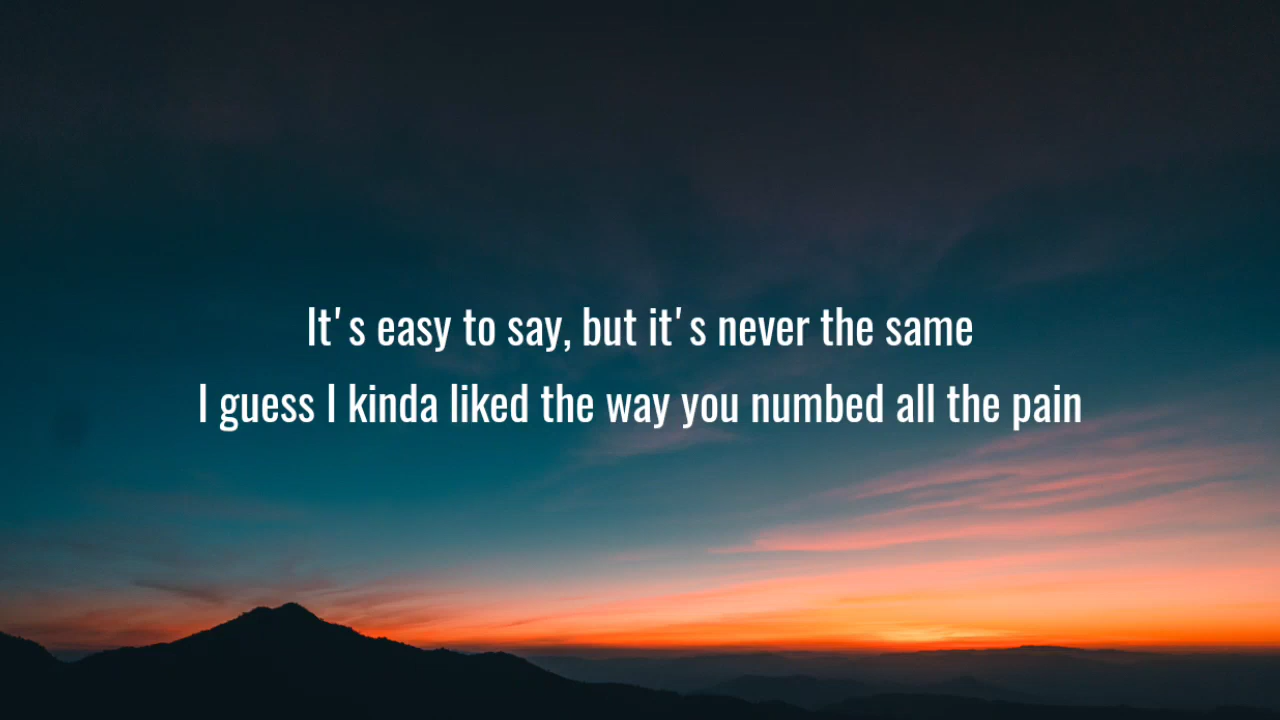 It's easy to say, but it's never the same
I guess I kinda liked the way you numbed all the pain